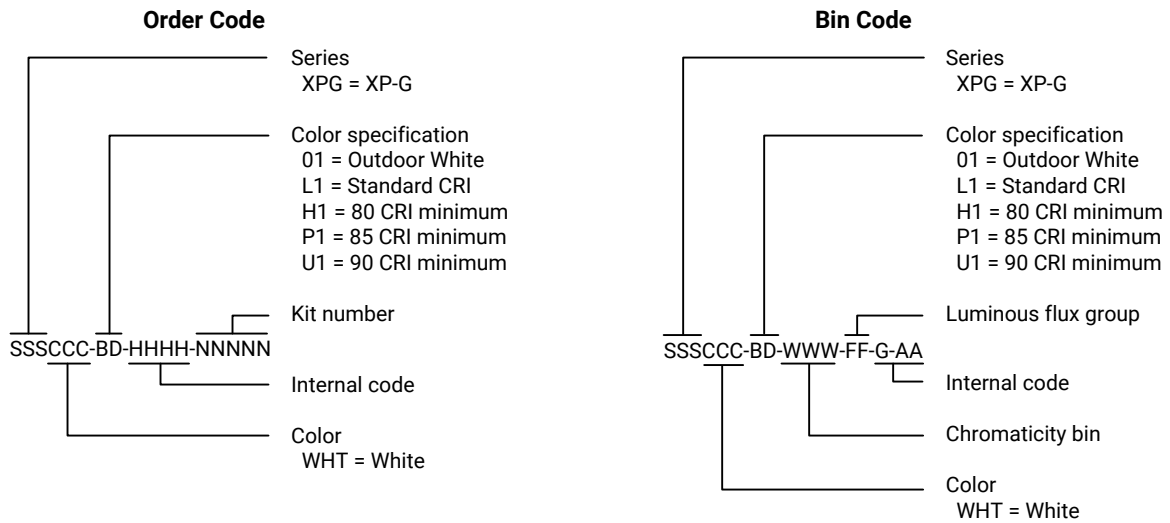 Order Code
Series
XPG = XP-G
Color specification
01 = Outdoor White
L1 = Standard CRI
H1 = 80 CRI minimum
P1 = 85 CRI minimum
U1 = 90 CRI minimum
Kit number
SSSCCC-BD-HHHH-NNNNN
Internal code
Color
WHT = White
Bin Code
Series
XPG = XP-G
Color specification
01 = Outdoor White
L1 = Standard CRI
H1 = 80 CRI minimum
P1 = 85 CRI minimum
U1 = 90 CRI minimum
Luminous flux group
SSSCCC-BD-WWW-FF-G-AA
Internal code
Chromaticity bin
Color
WHT = White